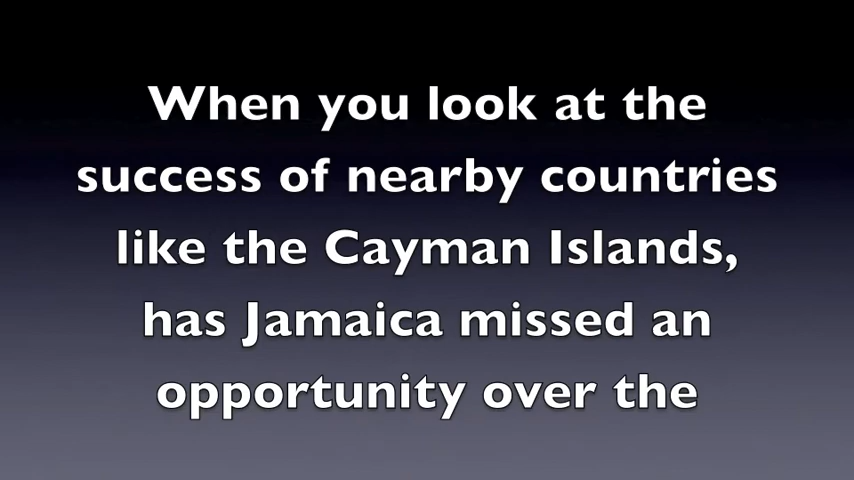 When you look at the
success of nearby countries
like the Cayman Islands,
has Jamaica missed an
opportunity over the